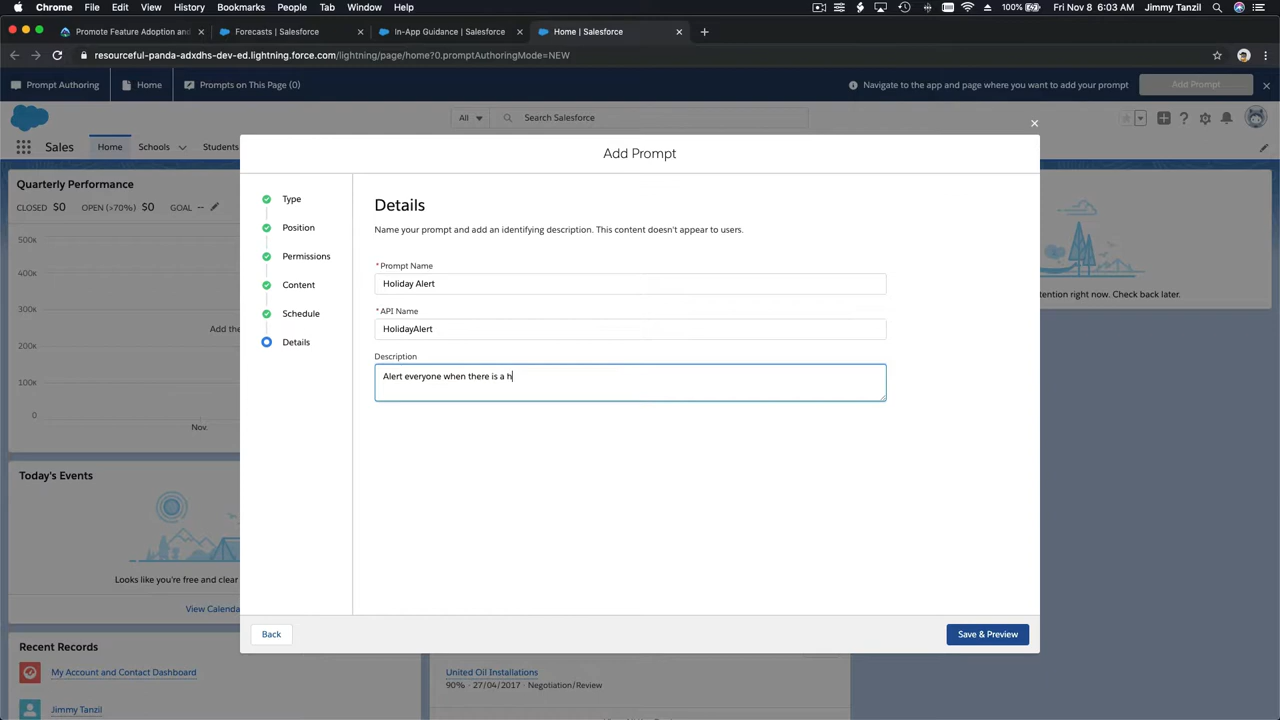 Chrome File Edit View History Bookmarks People Tab Window Help
100% Fri Nov 8 6:03 AM Jimmy Tanzil
Promote Feature Adoption and
Forecasts | Salesforce
In-App Guidance | Salesforce
Home | Salesforce
resourceful-panda-adxdhs-dev-ed.lightning.force.com/lightning/page/home?0.promptAuthoringMode=NEW
Prompt Authoring
Home
Prompts on This Page (0)
Navigate to the app and page where you want to add your prompt
Add Prompt
All
Search Salesforce
Sales
Home
Schools
Students
Quarterly Performance
CLOSED $0 OPEN (>70%) $0 GOAL --
500K
400K
300K
200K
100K
0
Add the
Nov
Today's Events
Looks like you're free and clear
View Calenda
Recent Records
My Account and Contact Dashboard
Jimmy Tanzil
Add Prompt
Type
Position
Permissions
Content
Schedule
Details
Details
Name your prompt and add an identifying description. This content doesn't appear to users.
*Prompt Name
Holiday Alert
*API Name
HolidayAlert
Description
Alert everyone when there is a h
Back
Save & Preview
tention right now. Check back later.
United Oil Installations
90% · 27/04/2017 · Negotiation/Review